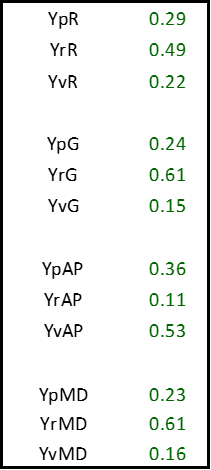 YpR 0.29
YrR 0.49
YvR 0.22
YpG 0.24
YrG 0.61
YvG 0.15
YpAP 0.36
YrAP 0.11
YvAP 0.53
YpMD 0.23
YrMD 0.61
YvMD 0.16